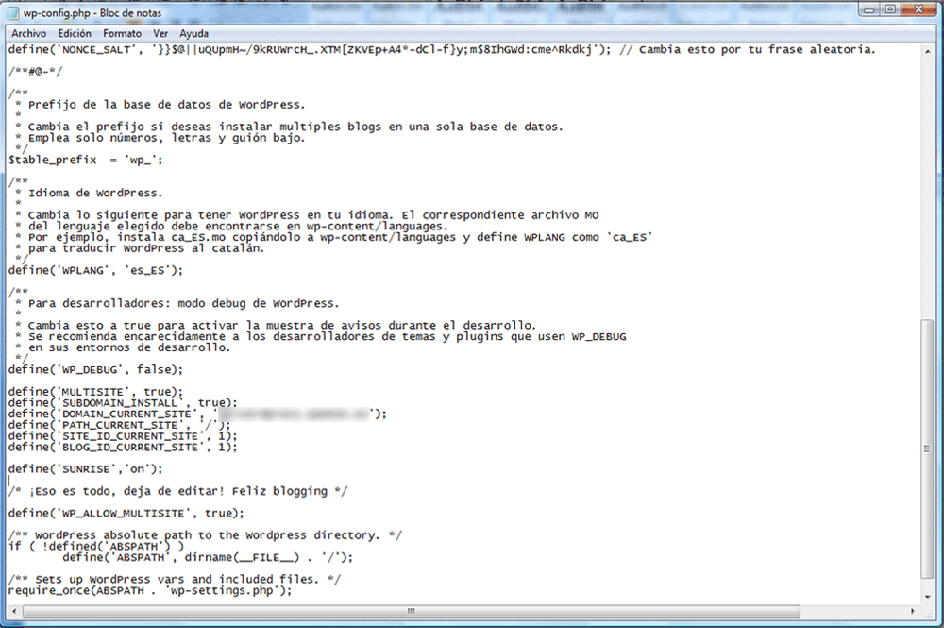 wp-config.php - Bloc de notas
Archivo Edición Formato Ver Ayuda
define('NONCE_SALT', '}}$@||uQUpmH~/9kRUWrcH_.XTM[ZKVEp+A4*-dCl-f}y;m$8IhGWd:cme^Rkdkj'); // Cambia esto por tu frase aleatoria.
/**#@-*/
/**
* Prefijo de la base de datos de WordPress.
*
* Cambia el prefijo si deseas instalar multiples blogs en una sola base de datos.
* Emplea solo números, letras y guión bajo.
*/
$table_prefix = 'wp_';
/**
* Idioma de WordPress.
*
* Cambia lo siguiente para tener WordPress en tu idioma. El correspondiente archivo MO
* del lenguaje elegido debe encontrarse en wp-content/languages.
* Por ejemplo, instala ca_ES.mo copiándolo a wp-content/languages y define WPLANG como 'ca_ES'
* para traducir WordPress al catalán.
*/
define('WPLANG', 'es_ES');
/**
* Para desarrolladores: modo debug de WordPress.
*
* Cambia esto a true para activar la muestra de avisos durante el desarrollo.
* Se recomienda encarecidamente a los desarrolladores de temas y plugins que usen WP_DEBUG
* en sus entornos de desarrollo.
*/
define('WP_DEBUG', false);
define('MULTISITE', true);
define('SUBDOMAIN_INSTALL', true);
define('DOMAIN_CURRENT_SITE', ' ');
define('PATH_CURRENT_SITE', '/');
define('SITE_ID_CURRENT_SITE', 1);
define('BLOG_ID_CURRENT_SITE', 1);
define('SUNRISE','on');
/* ¡Eso es todo, deja de editar! Feliz blogging */
define('WP_ALLOW_MULTISITE', true);
/** WordPress absolute path to the Wordpress directory. */
if ( !defined('ABSPATH') )
define('ABSPATH', dirname(__FILE__) . '/');
/** Sets up WordPress vars and included files. */
require_once(ABSPATH . 'wp-settings.php');